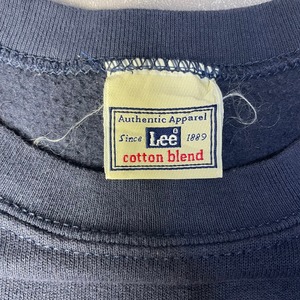 Authentic Apparel
Since Lee® 1889
cotton blend